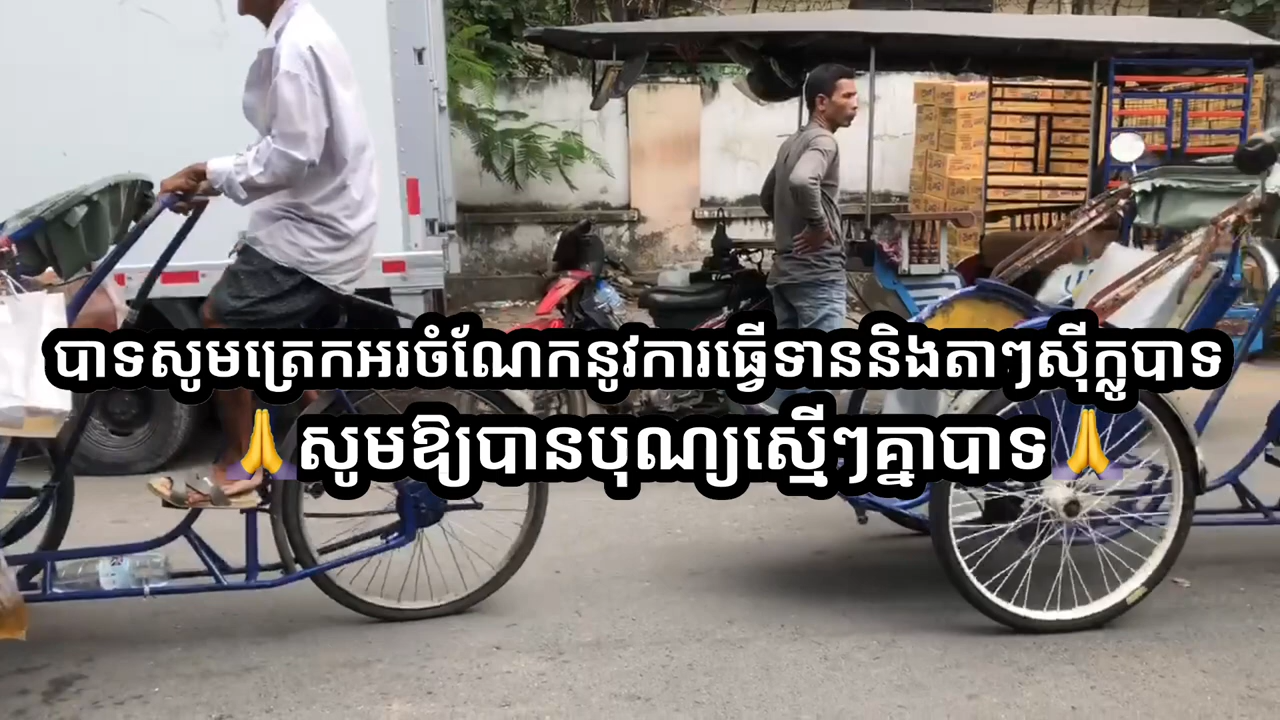 បាទសូមត្រេកអរចំណែកនូវការធ្វើទាននិងតាៗស៊ីក្លូបាទ
🙏សូមឱ្យបានបុណ្យស្មើៗគ្នាបាទ🙏